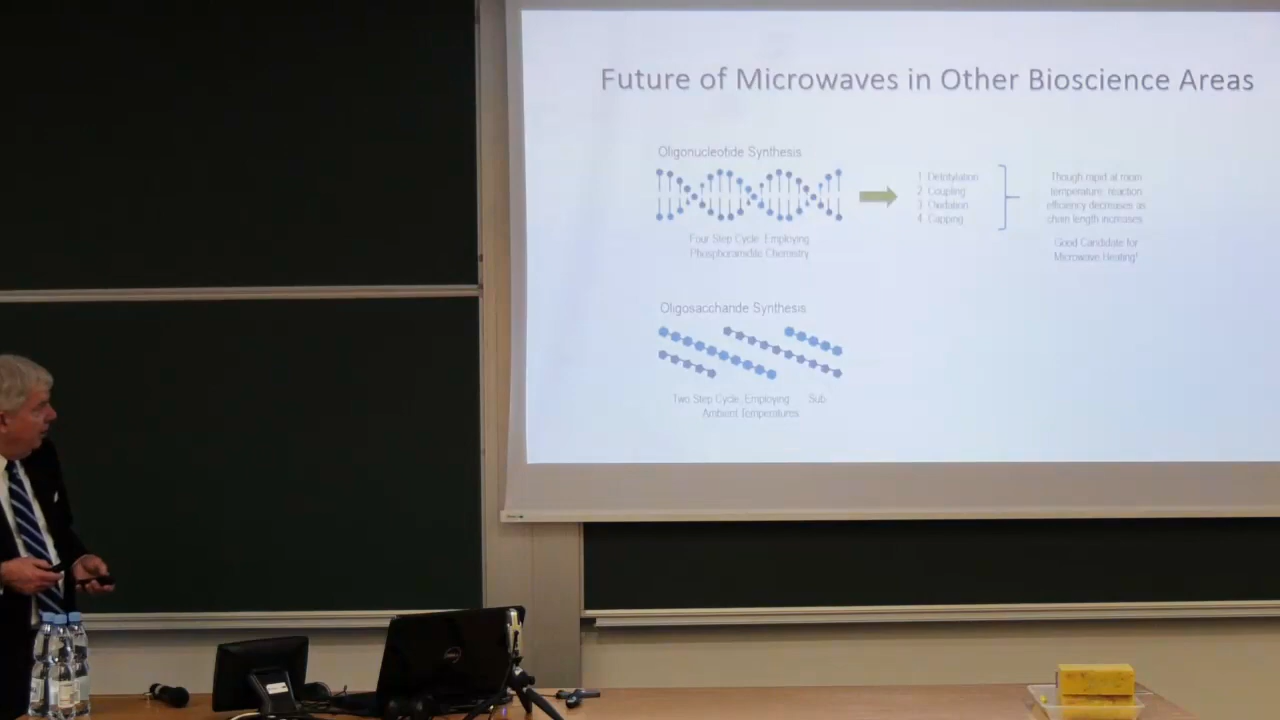 Future of Microwaves in Other Bioscience Areas
Oligonucleotide Synthesis
1 Detritylation
2 Coupling
3 Oxidation
4 Capping
Though rapid at room
temperature, reaction
efficiency decreases as
chain length increases.
Four Step Cycle, Employing
Phosphoramidite Chemistry
Good Candidate for
Microwave Heating!
Oligosaccharide Synthesis
Two Step Cycle, Employing Sub
Ambient Temperatures
DELL